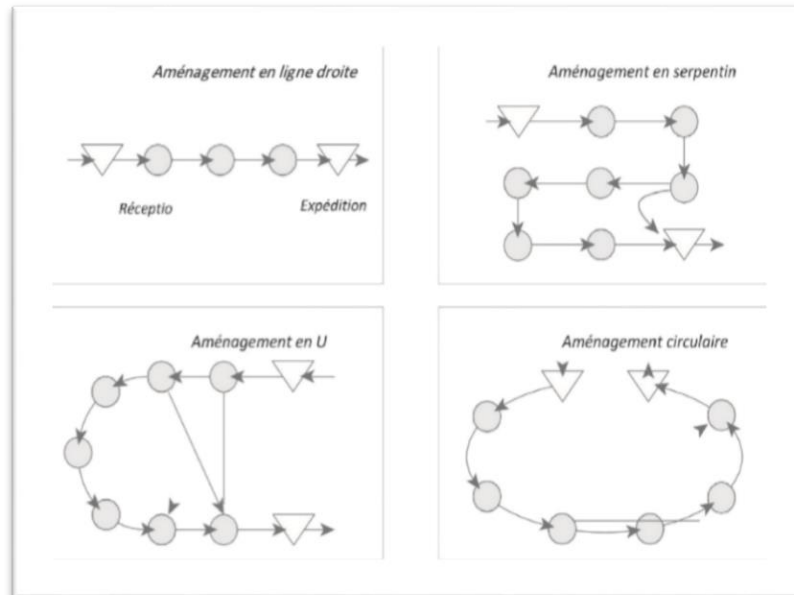 Aménagement en ligne droite
Réceptio
Expédition
Aménagement en serpentin
Aménagement en U
Aménagement circulaire